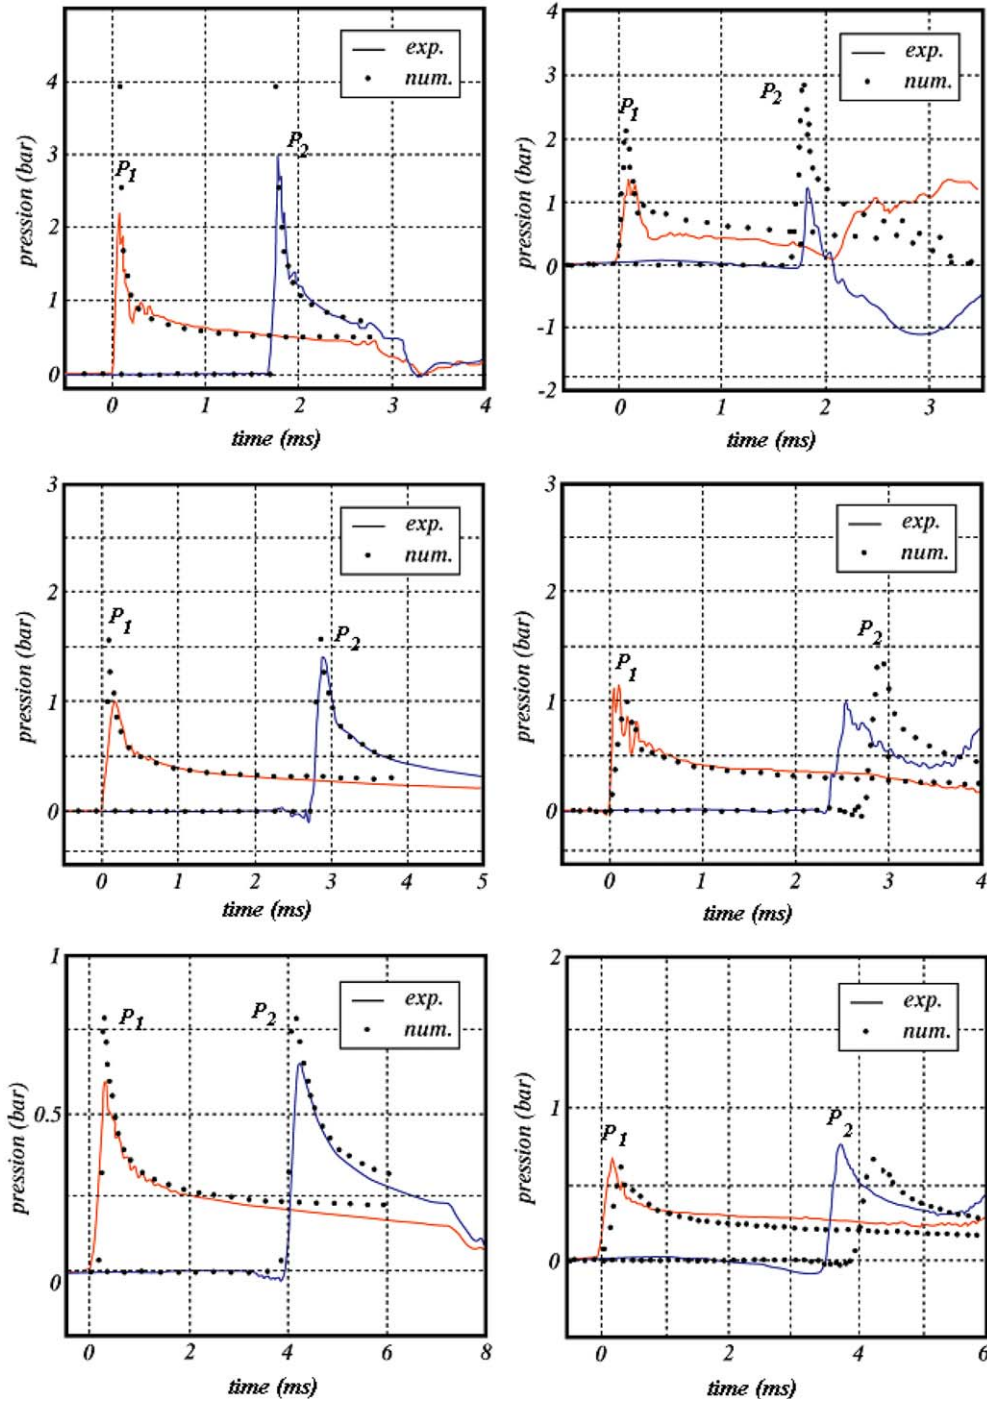 exp.
num.
P1
P2
pression (bar)
4
3
2
1
0
0 1 2 3 4
time (ms)
exp.
num.
P1
P2
pression (bar)
4
3
2
1
0
-1
-2
0 1 2 3
time (ms)
exp.
num.
P1
P2
pression (bar)
3
2
1
0
0 1 2 3 4 5
time (ms)
exp.
num.
P1
P2
pression (bar)
3
2
1
0
0 1 2 3 4
time (ms)
exp.
num.
P1
P2
pression (bar)
1
0.5
0
0 2 4 6 8
time (ms)
exp.
num.
P1
P2
pression (bar)
2
1
0
0 2 4 6
time (ms)